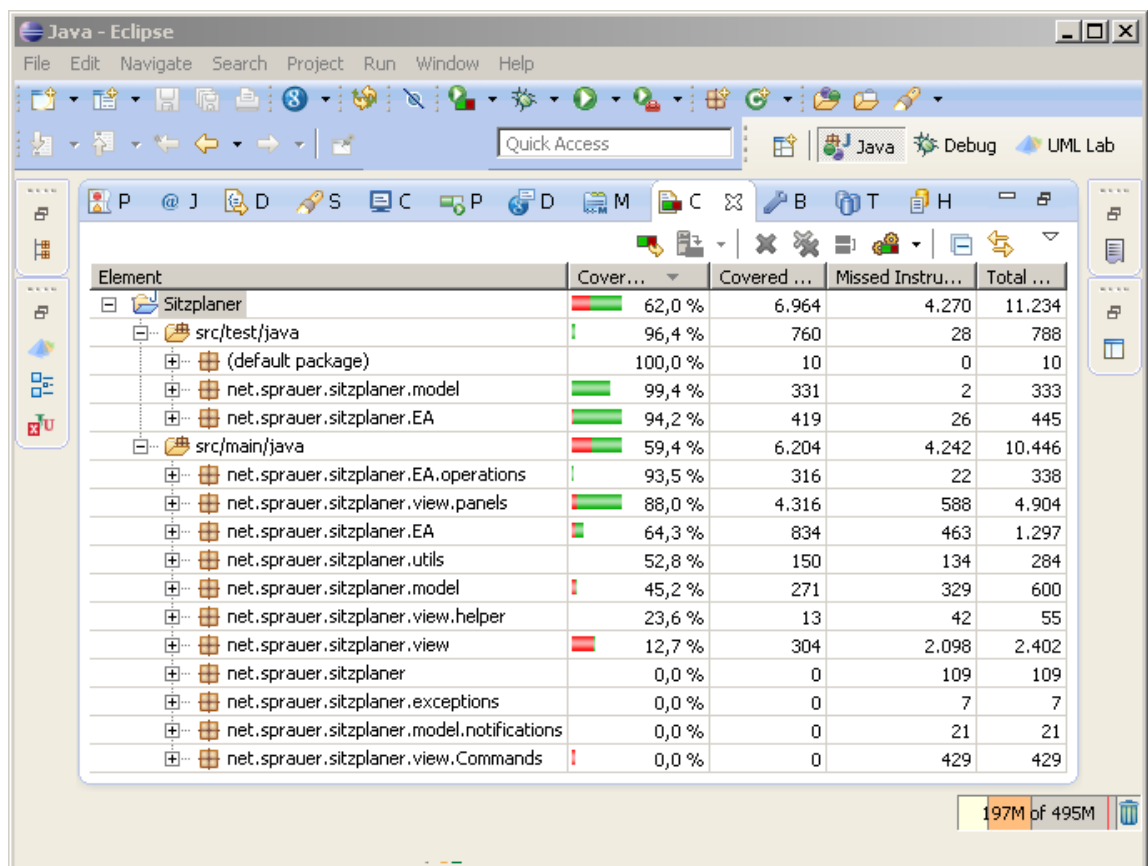 Java - Eclipse
File Edit Navigate Search Project Run Window Help
Quick Access Java Debug UML Lab
P @ J D S C P D M C B T H
Element Cover... Covered ... Missed Instru... Total ...
Sitzplaner 62,0 % 6.964 4.270 11.234
src/test/java 96,4 % 760 28 788
(default package) 100,0 % 10 0 10
net.sprauer.sitzplaner.model 99,4 % 331 2 333
net.sprauer.sitzplaner.EA 94,2 % 419 26 445
src/main/java 59,4 % 6.204 4.242 10.446
net.sprauer.sitzplaner.EA.operations 93,5 % 316 22 338
net.sprauer.sitzplaner.view.panels 88,0 % 4.316 588 4.904
net.sprauer.sitzplaner.EA 64,3 % 834 463 1.297
net.sprauer.sitzplaner.utils 52,8 % 150 134 284
net.sprauer.sitzplaner.model 45,2 % 271 329 600
net.sprauer.sitzplaner.view.helper 23,6 % 13 42 55
net.sprauer.sitzplaner.view 12,7 % 304 2.098 2.402
net.sprauer.sitzplaner 0,0 % 0 109 109
net.sprauer.sitzplaner.exceptions 0,0 % 0 7 7
net.sprauer.sitzplaner.model.notifications 0,0 % 0 21 21
net.sprauer.sitzplaner.view.Commands 0,0 % 0 429 429
197M of 495M